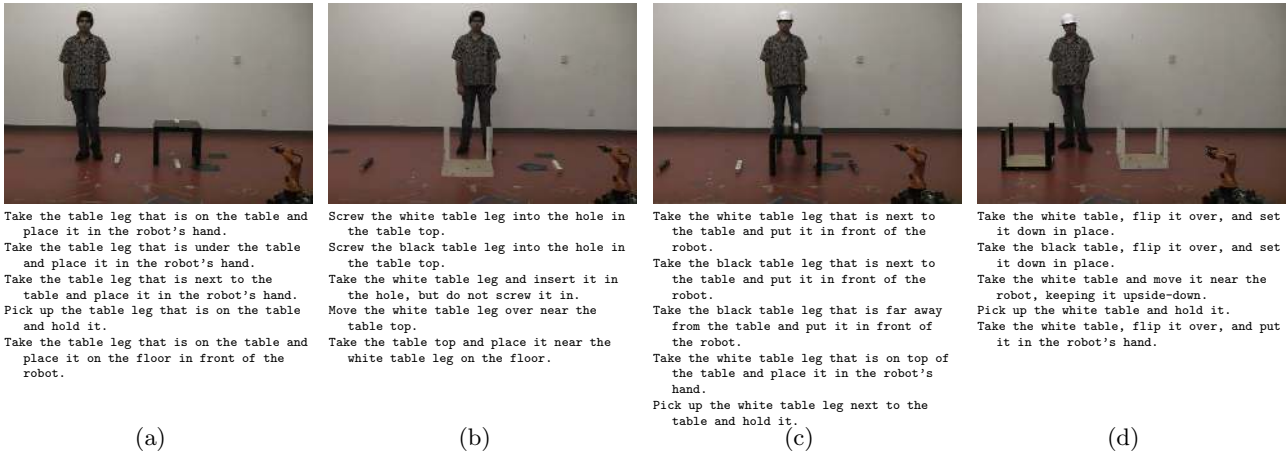 Take the table leg that is on the table and
place it in the robot's hand.
Take the table leg that is under the table
and place it in the robot's hand.
Take the table leg that is next to the
table and place it in the robot's hand.
Pick up the table leg that is on the table
and hold it.
Take the table leg that is on the table and
place it on the floor in front of the
robot.
(a)
Screw the white table leg into the hole in
the table top.
Screw the black table leg into the hole in
the table top.
Take the white table leg and insert it in
the hole, but do not screw it in.
Move the white table leg over near the
table top.
Take the table top and place it near the
white table leg on the floor.
(b)
Take the white table leg that is next to
the table and put it in front of the
robot.
Take the black table leg that is next to
the table and put it in front of the
robot.
Take the black table leg that is far away
from the table and put it in front of
the robot.
Take the white table leg that is on top of
the table and place it in the robot's
hand.
Pick up the white table leg next to the
table and hold it.
(c)
Take the white table, flip it over, and set
it down in place.
Take the black table, flip it over, and set
it down in place.
Take the white table and move it near the
robot, keeping it upside-down.
Pick up the white table and hold it.
Take the white table, flip it over, and put
it in the robot's hand.
(d)